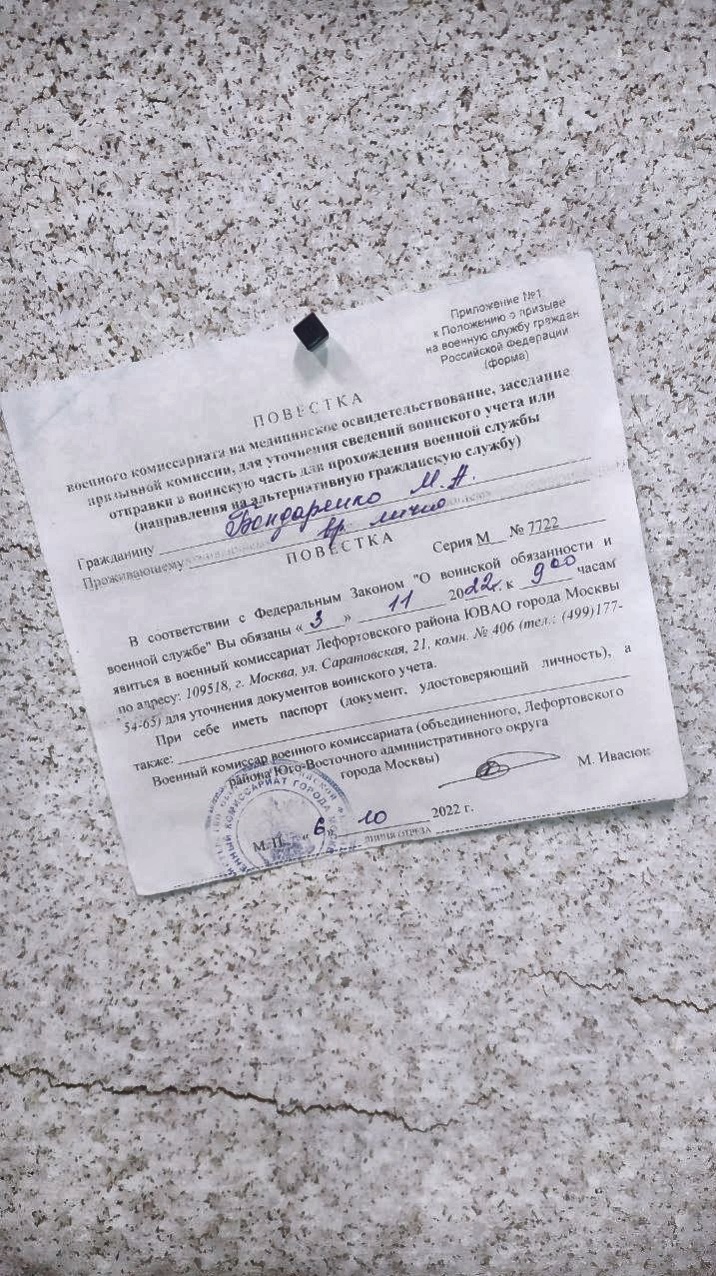 Приложение №1
к Положению о призыве
на военную службу граждан
Российской Федерации
(форма)
ПОВЕСТКА
военного комиссариата на медицинское освидетельствование, заседание
призывной комиссии, для уточнения сведений воинского учета или
отправки в воинскую часть для прохождения военной службы
(направления на альтернативную гражданскую службу)
Гражданину Бондаренко М.А.
Проживающему вр. лично
ПОВЕСТКА
Серия М № 7722
В соответствии с Федеральным Законом "О воинской обязанности и
военной службе" Вы обязаны « 3 » 11 2022г. к 9 00 часам
явиться в военный комиссариат Лефортовского района ЮВАО города Москвы
по адресу: 109518, г. Москва, ул. Саратовская, 21, комн. № 406 (тел.: (499)177-
54-65) для уточнения документов воинского учета.
При себе иметь паспорт (документ, удостоверяющий личность), а
также:
Военный комиссар военного комиссариата (объединенного, Лефортовского
района Юго-Восточного административного округа
города Москвы)
М. Ивасюк
М. П. « 6 » 10 2022 г.
линия отреза
ВОЕННЫЙ КОМИССАРИАТ ГОРОДА